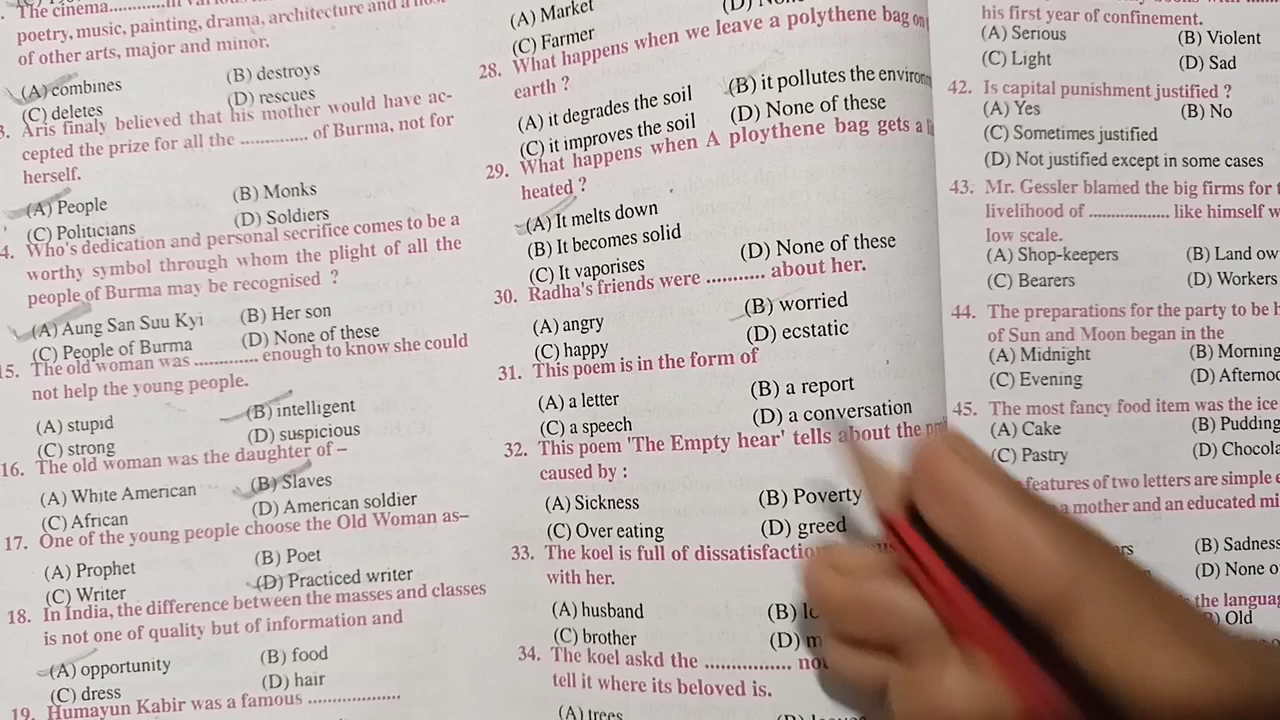 . The cinema............
poetry, music, painting, drama, architecture and a
of other arts, major and minor.
(A) combines (B) destroys
(C) deletes (D) rescues
3. Aris finaly believed that his mother would have ac-
cepted the prize for all the .............. of Burma, not for
herself.
(A) People (B) Monks
(C) Politicians (D) Soldiers
4. Who's dedication and personal secrifice comes to be a
worthy symbol through whom the plight of all the
people of Burma may be recognised ?
(A) Aung San Suu Kyi (B) Her son
(C) People of Burma (D) None of these
15. The old woman was ............. enough to know she could
not help the young people.
(A) stupid (B) intelligent
(C) strong (D) suspicious
16. The old woman was the daughter of –
(A) White American (B) Slaves
(C) African (D) American soldier
17. One of the young people choose the Old Woman as–
(A) Prophet (B) Poet
(C) Writer (D) Practiced writer
18. In India, the difference between the masses and classes
is not one of quality but of information and
(A) opportunity (B) food
(C) dress (D) hair
19. Humayun Kabir was a famous ..................
(A) Market (D)
(C) Farmer
28. What happens when we leave a polythene bag on
earth ?
(A) it degrades the soil (B) it pollutes the environ
(C) it improves the soil (D) None of these
29. What happens when A ploythene bag gets a
heated ?
(A) It melts down
(B) It becomes solid
(C) It vaporises (D) None of these
30. Radha's friends were ........... about her.
(A) angry (B) worried
(C) happy (D) ecstatic
31. This poem is in the form of
(A) a letter (B) a report
(C) a speech (D) a conversation
32. This poem 'The Empty hear' tells about the
caused by :
(A) Sickness (B) Poverty
(C) Over eating (D) greed
33. The koel is full of dissatisfactio
with her.
(A) husband (B)
(C) brother (D)
34. The koel askd the ................
tell it where its beloved is.
(A) trees
his first year of confinement.
(A) Serious (B) Violent
(C) Light (D) Sad
42. Is capital punishment justified ?
(A) Yes (B) No
(C) Sometimes justified
(D) Not justified except in some cases
43. Mr. Gessler blamed the big firms for
livelihood of .................. like himself w
low scale.
(A) Shop-keepers (B) Land ow
(C) Bearers (D) Workers
44. The preparations for the party to be h
of Sun and Moon began in the
(A) Midnight (B) Morning
(C) Evening (D) Afternoo
45. The most fancy food item was the ice
(A) Cake (B) Pudding
(C) Pastry (D) Chocola
features of two letters are simple e
a mother and an educated mi
(B) Sadness
(D) None o
the languag
Old